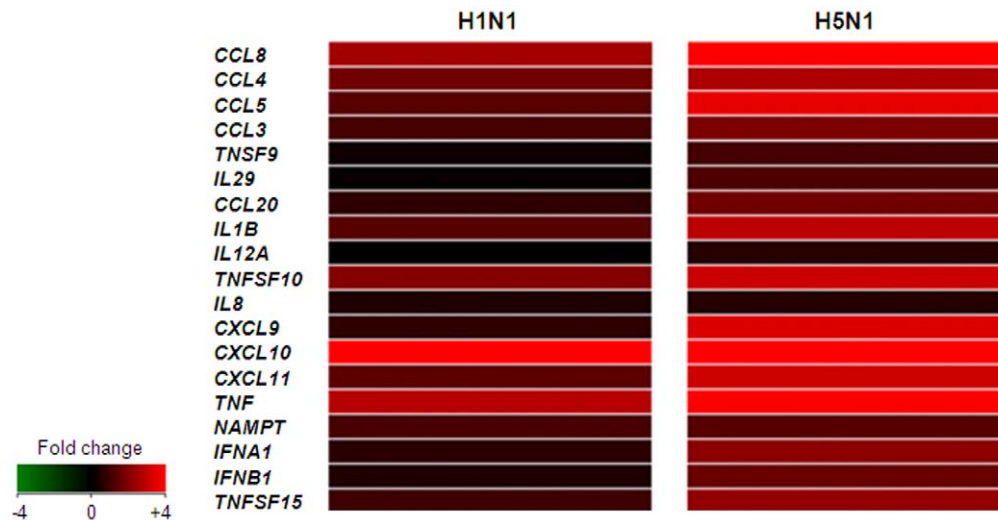 H1N1 H5N1
CCL8
CCL4
CCL5
CCL3
TNSF9
IL29
CCL20
IL1B
IL12A
TNFSF10
IL8
CXCL9
CXCL10
CXCL11
TNF
NAMPT
IFNA1
IFNB1
TNFSF15
Fold change
-4 0 +4